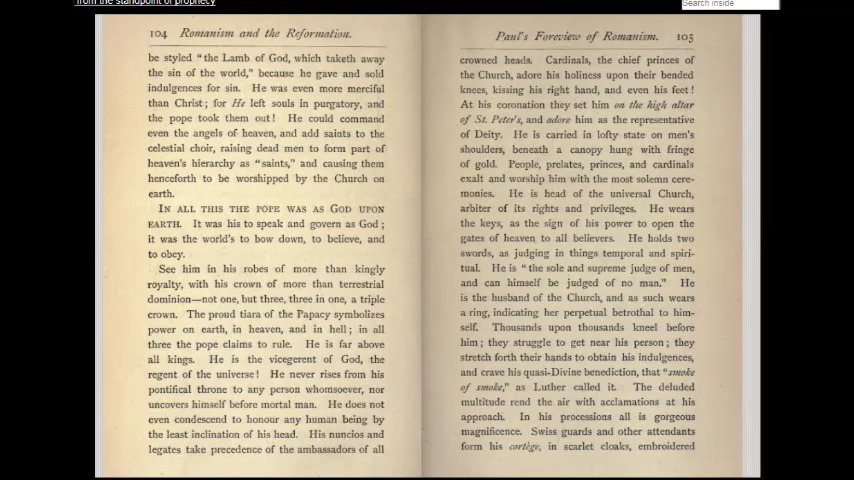 from the standpoint of prophecy
Search inside
104 Romanism and the Reformation.
be styled "the Lamb of God, which taketh away
the sin of the world," because he gave and sold
indulgences for sin. He was even more merciful
than Christ; for He left souls in purgatory, and
the pope took them out! He could command
even the angels of heaven, and add saints to the
celestial choir, raising dead men to form part of
heaven's hierarchy as "saints," and causing them
henceforth to be worshipped by the Church on
earth.
IN ALL THIS THE POPE WAS AS GOD UPON
EARTH. It was his to speak and govern as God;
it was the world's to bow down, to believe, and
to obey.
See him in his robes of more than kingly
royalty, with his crown of more than terrestrial
dominion—not one, but three, three in one, a triple
crown. The proud tiara of the Papacy symbolizes
power on earth, in heaven, and in hell; in all
three the pope claims to rule. He is far above
all kings. He is the vicegerent of God, the
regent of the universe! He never rises from his
pontifical throne to any person whomsoever, nor
uncovers himself before mortal man. He does not
even condescend to honour any human being by
the least inclination of his head. His nuncios and
legates take precedence of the ambassadors of all
Paul's Foreview of Romanism. 105
crowned heads. Cardinals, the chief princes of
the Church, adore his holiness upon their bended
knees, kissing his right hand, and even his feet!
At his coronation they set him on the high altar
of St. Peter's, and adore him as the representative
of Deity. He is carried in lofty state on men's
shoulders, beneath a canopy hung with fringe
of gold. People, prelates, princes, and cardinals
exalt and worship him with the most solemn cere-
monies. He is head of the universal Church,
arbiter of its rights and privileges. He wears
the keys, as the sign of his power to open the
gates of heaven to all believers. He holds two
swords, as judging in things temporal and spiri-
tual. He is "the sole and supreme judge of men,
and can himself be judged of no man." He
is the husband of the Church, and as such wears
a ring, indicating her perpetual betrothal to him-
self. Thousands upon thousands kneel before
him; they struggle to get near his person; they
stretch forth their hands to obtain his indulgences,
and crave his quasi-Divine benediction, that "smoke
of smoke," as Luther called it. The deluded
multitude rend the air with acclamations at his
approach. In his processions all is gorgeous
magnificence. Swiss guards and other attendants
form his cortège, in scarlet cloaks, embroidered